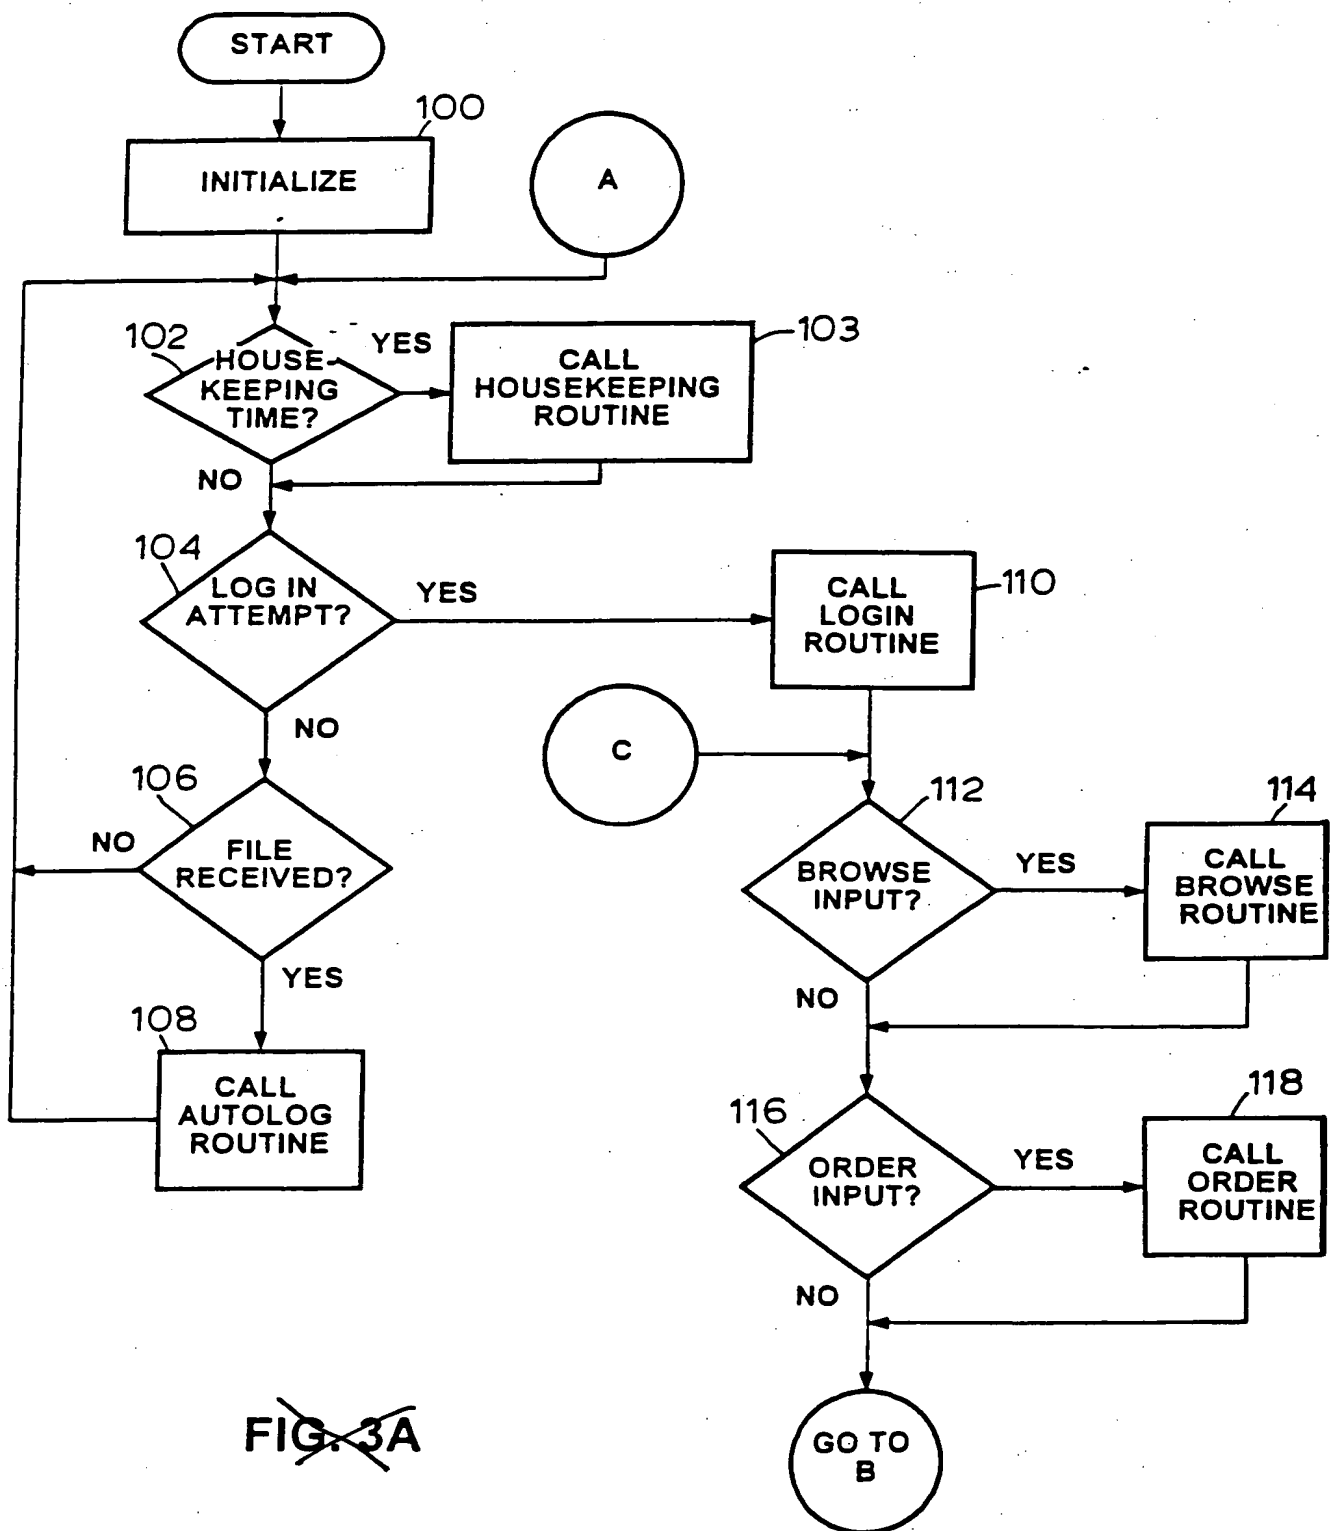 START
100
INITIALIZE
A
102
HOUSE
KEEPING
TIME?
YES
CALL
HOUSEKEEPING
ROUTINE
103
NO
104
LOG IN
ATTEMPT?
YES
CALL
LOGIN
ROUTINE
110
NO
C
106
FILE
RECEIVED?
NO
YES
108
CALL
AUTOLOG
ROUTINE
112
BROWSE
INPUT?
YES
114
CALL
BROWSE
ROUTINE
NO
116
ORDER
INPUT?
YES
118
CALL
ORDER
ROUTINE
NO
GO TO
B
FIG. 3A